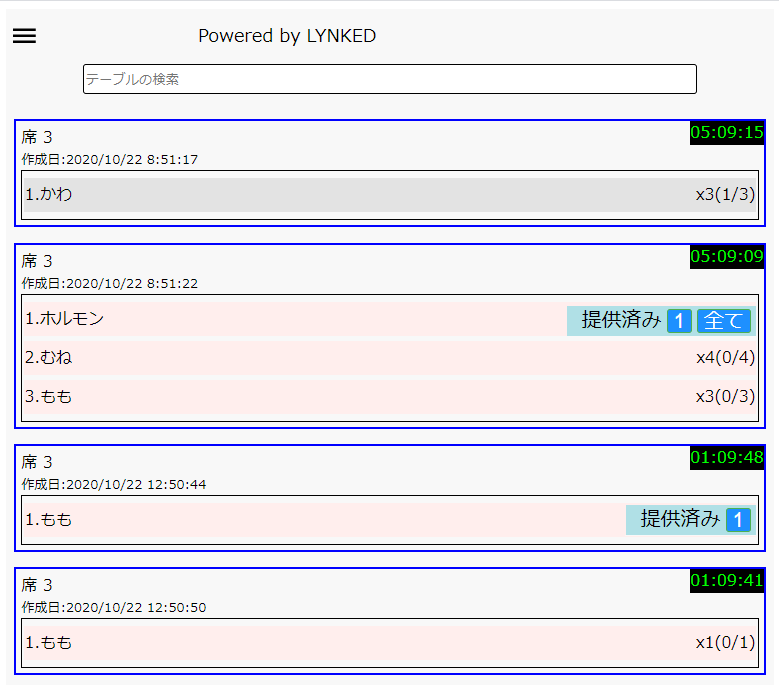 Powered by LYNKED
テーブルの検索
席 3
05:09:15
作成日:2020/10/22 8:51:17
1.かわ x3(1/3)
席 3
05:09:09
作成日:2020/10/22 8:51:22
1.ホルモン 提供済み 1 全て
2.むね x4(0/4)
3.もも x3(0/3)
席 3
01:09:48
作成日:2020/10/22 12:50:44
1.もも 提供済み 1
席 3
01:09:41
作成日:2020/10/22 12:50:50
1.もも x1(0/1)